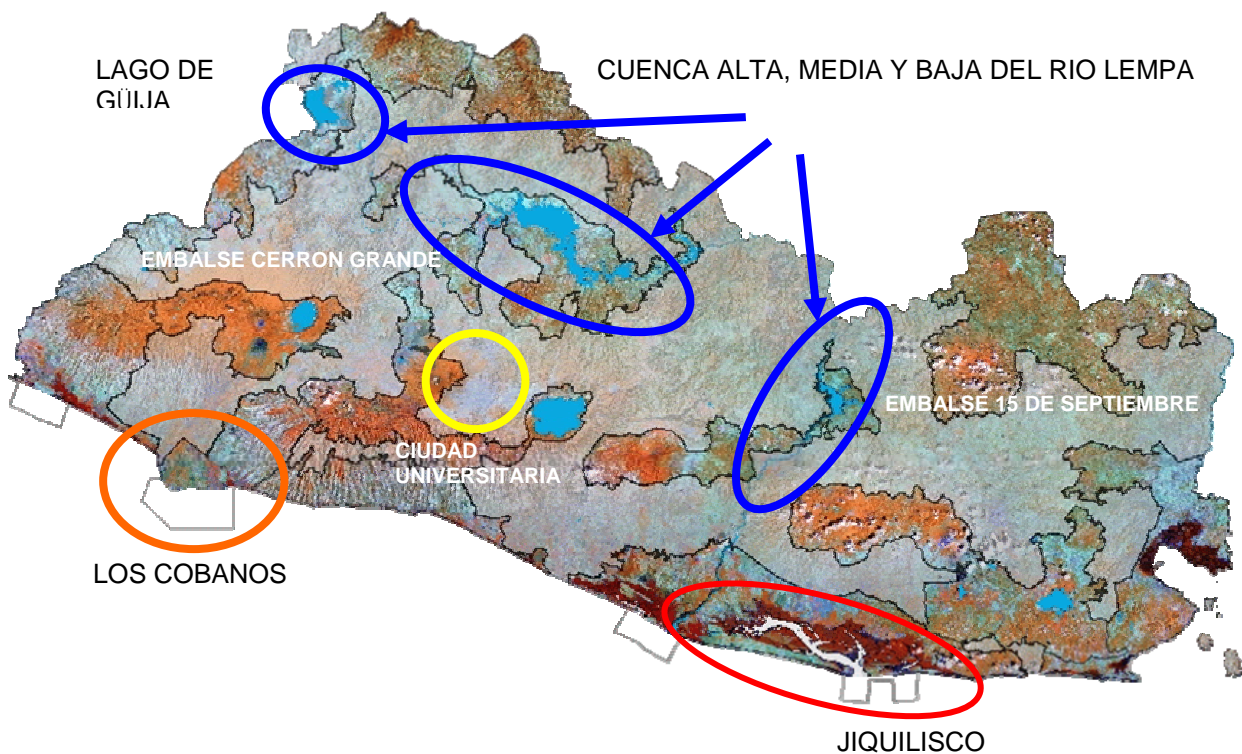 LAGO DE
GÜIJA
CUENCA ALTA, MEDIA Y BAJA DEL RIO LEMPA
EMBALSE CERRON GRANDE
EMBALSE 15 DE SEPTIEMBRE
CIUDAD
UNIVERSITARIA
LOS COBANOS
JIQUILISCO